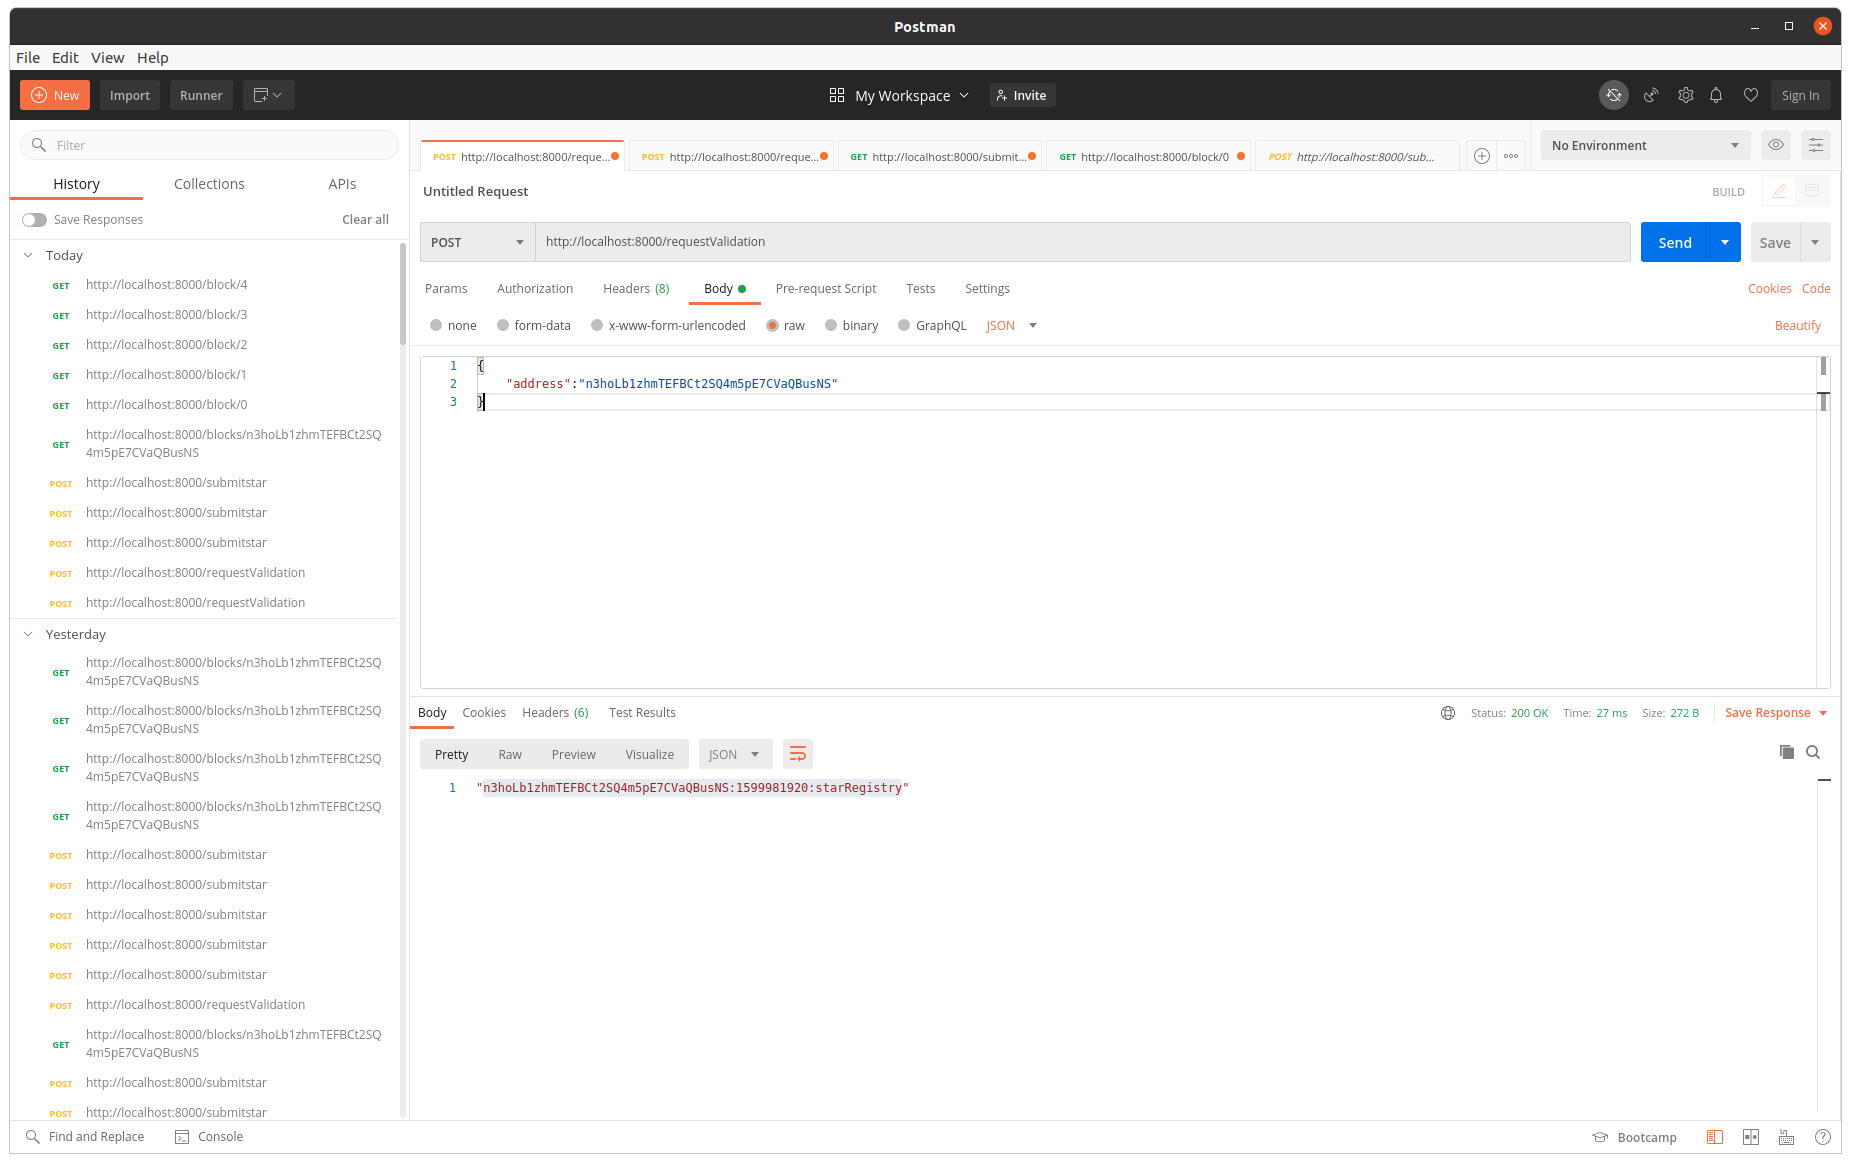 Postman
File Edit View Help
New Import Runner My Workspace Invite Sign In
Filter
History Collections APIs
Save Responses Clear all
Today
GET http://localhost:8000/block/4
GET http://localhost:8000/block/3
GET http://localhost:8000/block/2
GET http://localhost:8000/block/1
GET http://localhost:8000/block/0
GET http://localhost:8000/blocks/n3hoLb1zhmTEFBCt2SQ
4m5pE7CVaQBusNS
POST http://localhost:8000/submitstar
POST http://localhost:8000/submitstar
POST http://localhost:8000/submitstar
POST http://localhost:8000/requestValidation
POST http://localhost:8000/requestValidation
Yesterday
GET http://localhost:8000/blocks/n3hoLb1zhmTEFBCt2SQ
4m5pE7CVaQBusNS
GET http://localhost:8000/blocks/n3hoLb1zhmTEFBCt2SQ
4m5pE7CVaQBusNS
GET http://localhost:8000/blocks/n3hoLb1zhmTEFBCt2SQ
4m5pE7CVaQBusNS
GET http://localhost:8000/blocks/n3hoLb1zhmTEFBCt2SQ
4m5pE7CVaQBusNS
POST http://localhost:8000/submitstar
POST http://localhost:8000/submitstar
POST http://localhost:8000/submitstar
POST http://localhost:8000/submitstar
POST http://localhost:8000/submitstar
POST http://localhost:8000/requestValidation
GET http://localhost:8000/blocks/n3hoLb1zhmTEFBCt2SQ
4m5pE7CVaQBusNS
POST http://localhost:8000/submitstar
POST http://localhost:8000/submitstar
POST http://localhost:8000/reque... POST http://localhost:8000/reque... GET http://localhost:8000/submit... GET http://localhost:8000/block/0 POST http://localhost:8000/sub... No Environment
Untitled Request BUILD
POST http://localhost:8000/requestValidation Send Save
Params Authorization Headers (8) Body Pre-request Script Tests Settings Cookies Code
none form-data x-www-form-urlencoded raw binary GraphQL JSON Beautify
1 {
2 "address":"n3hoLb1zhmTEFBCt2SQ4m5pE7CVaQBusNS"
3 }
Body Cookies Headers (6) Test Results Status: 200 OK Time: 27 ms Size: 272 B Save Response
Pretty Raw Preview Visualize JSON
1 "n3hoLb1zhmTEFBCt2SQ4m5pE7CVaQBusNS:1599981920:starRegistry"
Find and Replace Console Bootcamp